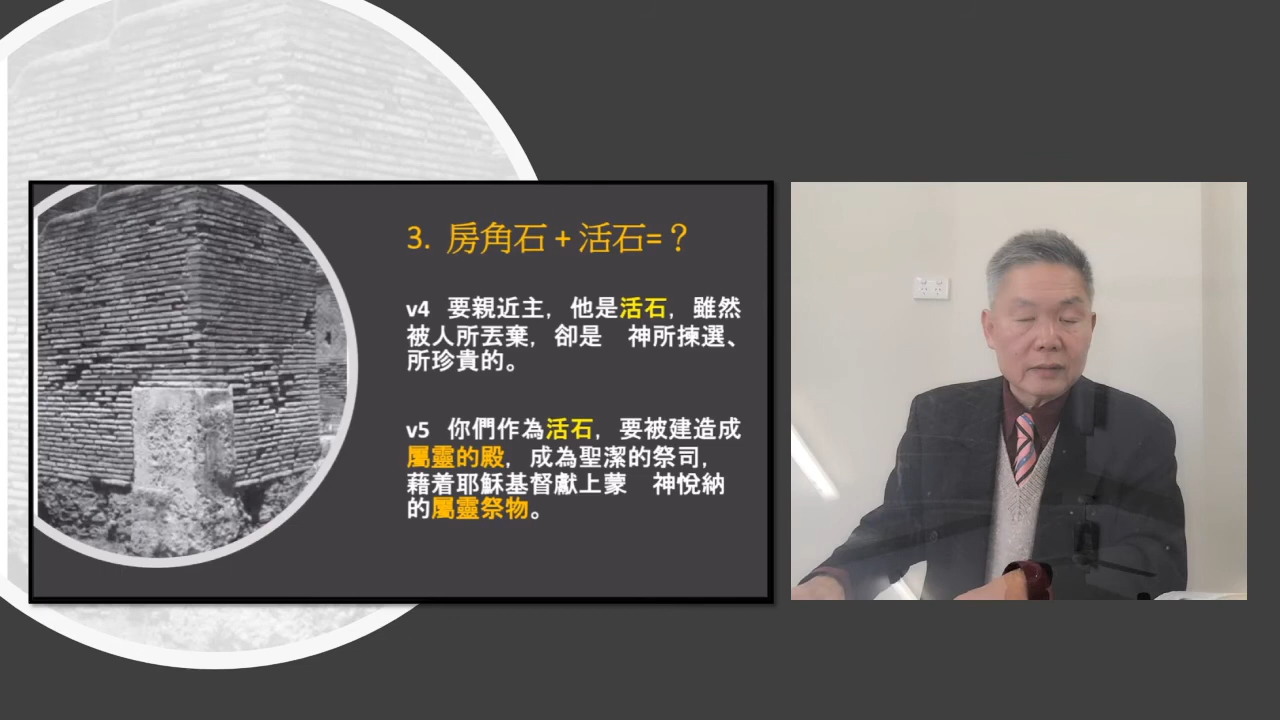 3. 房角石 + 活石= ?
v4 要親近主，他是活石，雖然
被人所丟棄，卻是 神所揀選、
所珍貴的。
v5 你們作為活石，要被建造成
屬靈的殿，成為聖潔的祭司，
藉着耶穌基督獻上蒙 神悅納
的屬靈祭物。